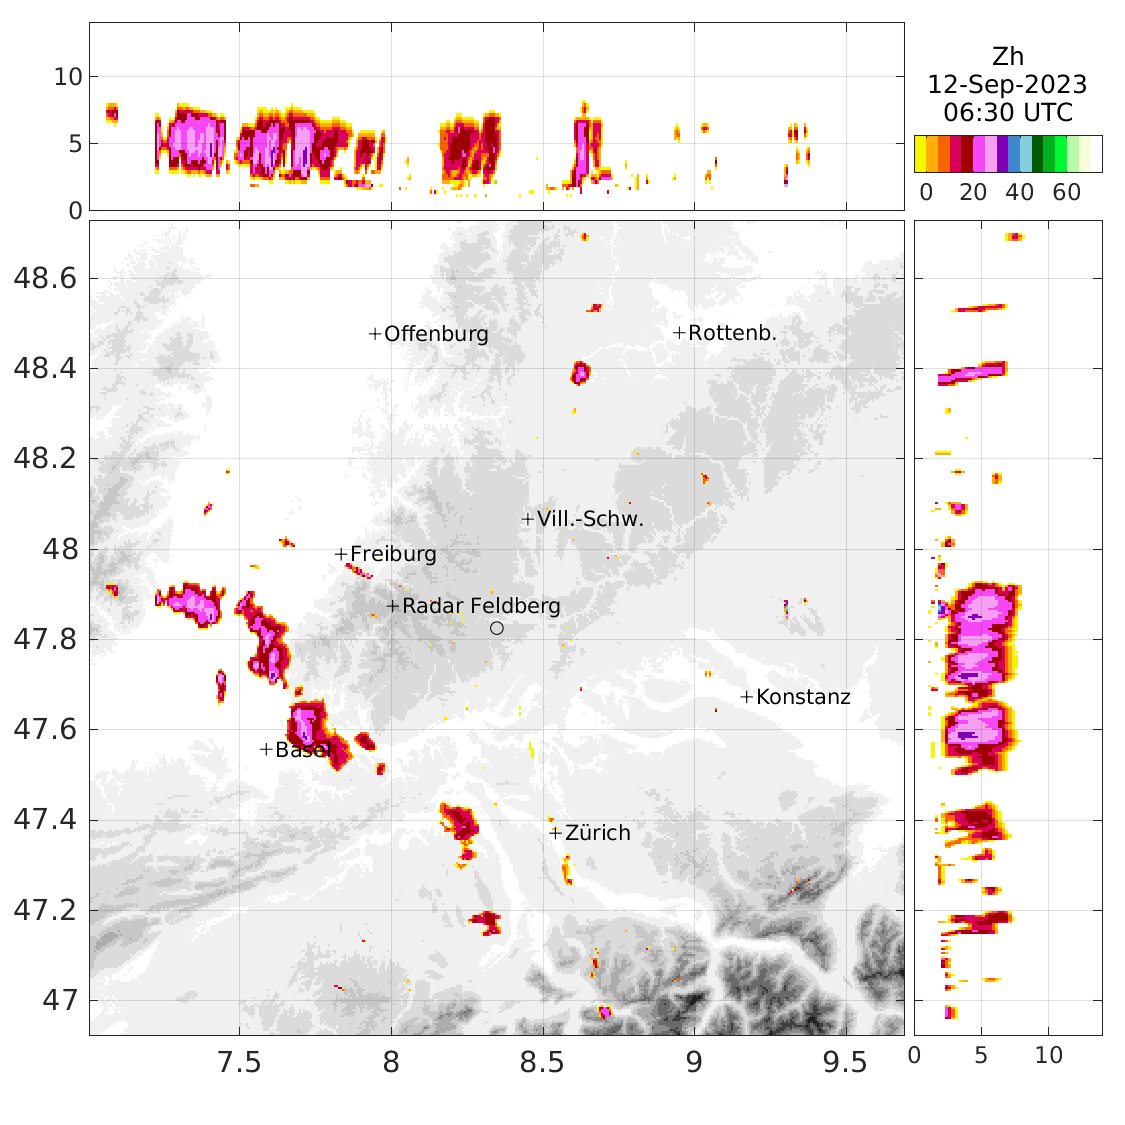 10
5
0
Zh
12-Sep-2023
06:30 UTC
0 20 40 60
48.6
48.4
48.2
48
47.8
47.6
47.4
47.2
47
Offenburg
Rottenb.
Vill.-Schw.
Freiburg
Radar Feldberg
Konstanz
Basel
Zürich
7.5 8 8.5 9 9.5
0 5 10